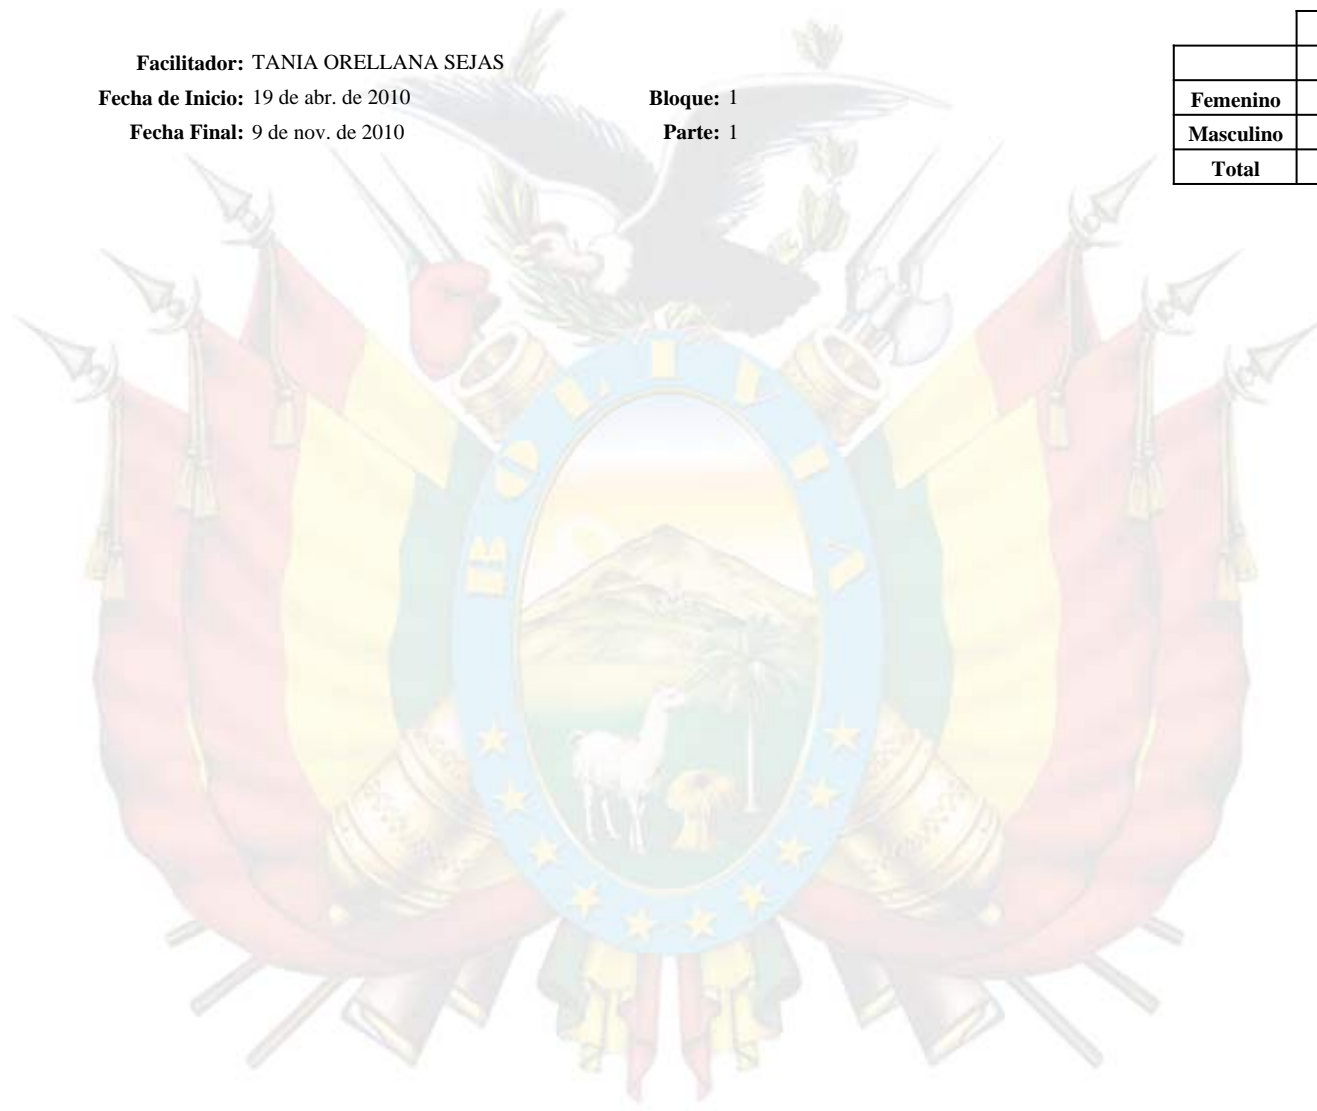 Facilitador: TANIA ORELLANA SEJAS
Fecha de Inicio: 19 de abr. de 2010 Bloque: 1
Fecha Final: 9 de nov. de 2010 Parte: 1
Femenino
Masculino
Total
BOLIVIA